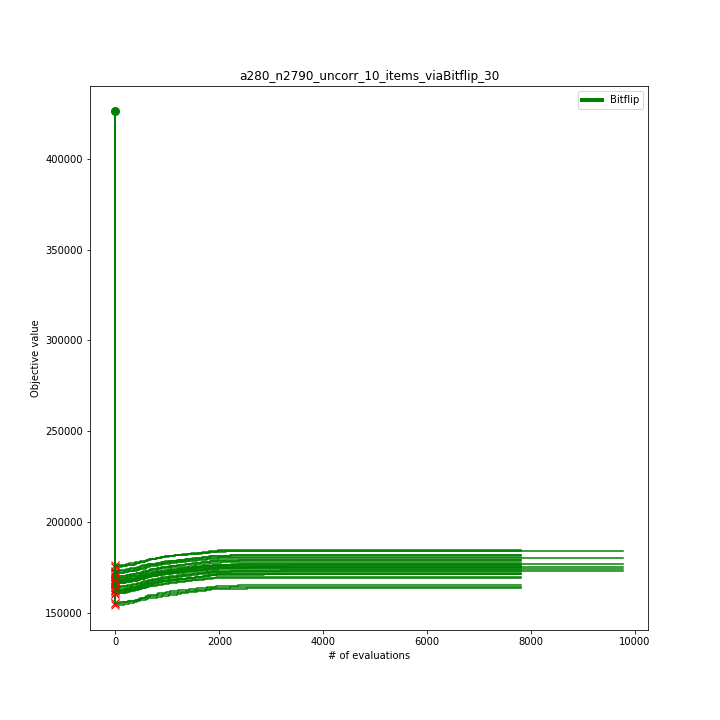 a280_n2790_uncorr_10_items_viaBitflip_30
Bitflip
400000
350000
300000
250000
200000
150000
Objective value
0 2000 4000 6000 8000 10000
# of evaluations